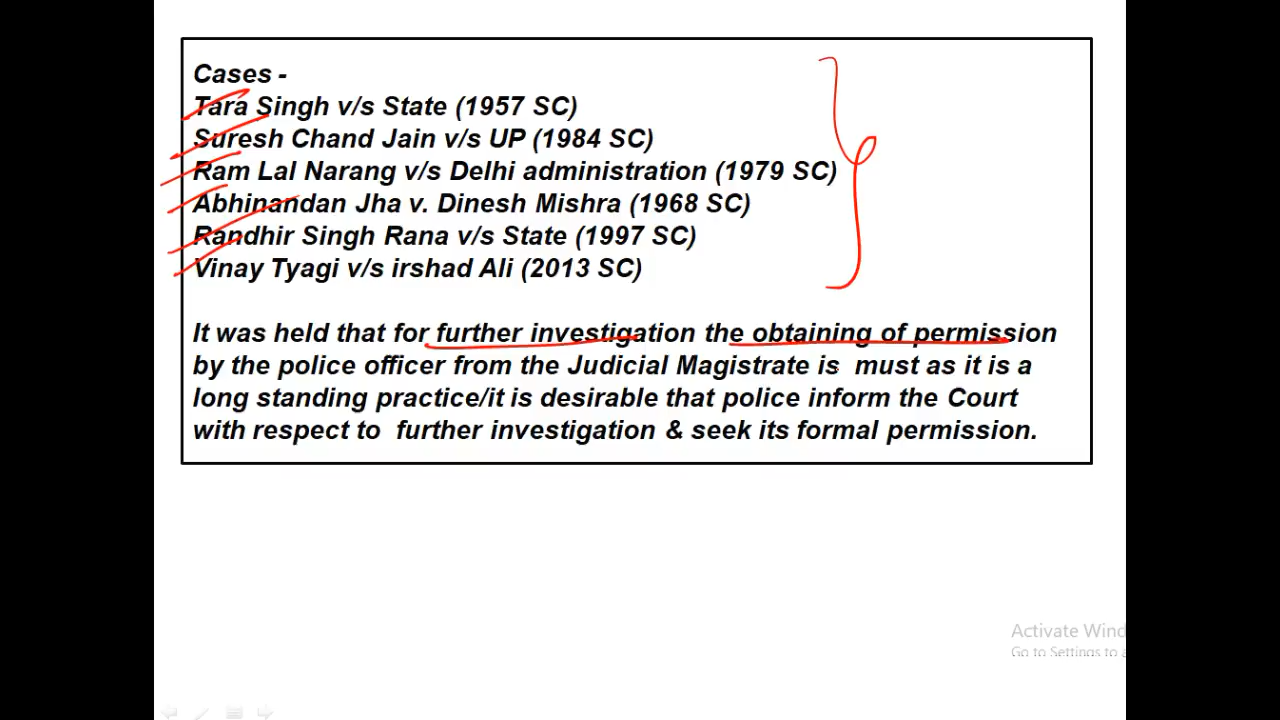 Cases -
Tara Singh v/s State (1957 SC)
Suresh Chand Jain v/s UP (1984 SC)
Ram Lal Narang v/s Delhi administration (1979 SC)
Abhinandan Jha v. Dinesh Mishra (1968 SC)
Randhir Singh Rana v/s State (1997 SC)
Vinay Tyagi v/s irshad Ali (2013 SC)
It was held that for further investigation the obtaining of permission
by the police officer from the Judicial Magistrate is must as it is a
long standing practice/it is desirable that police inform the Court
with respect to further investigation & seek its formal permission.
Activate Wind
Go to Settings to a